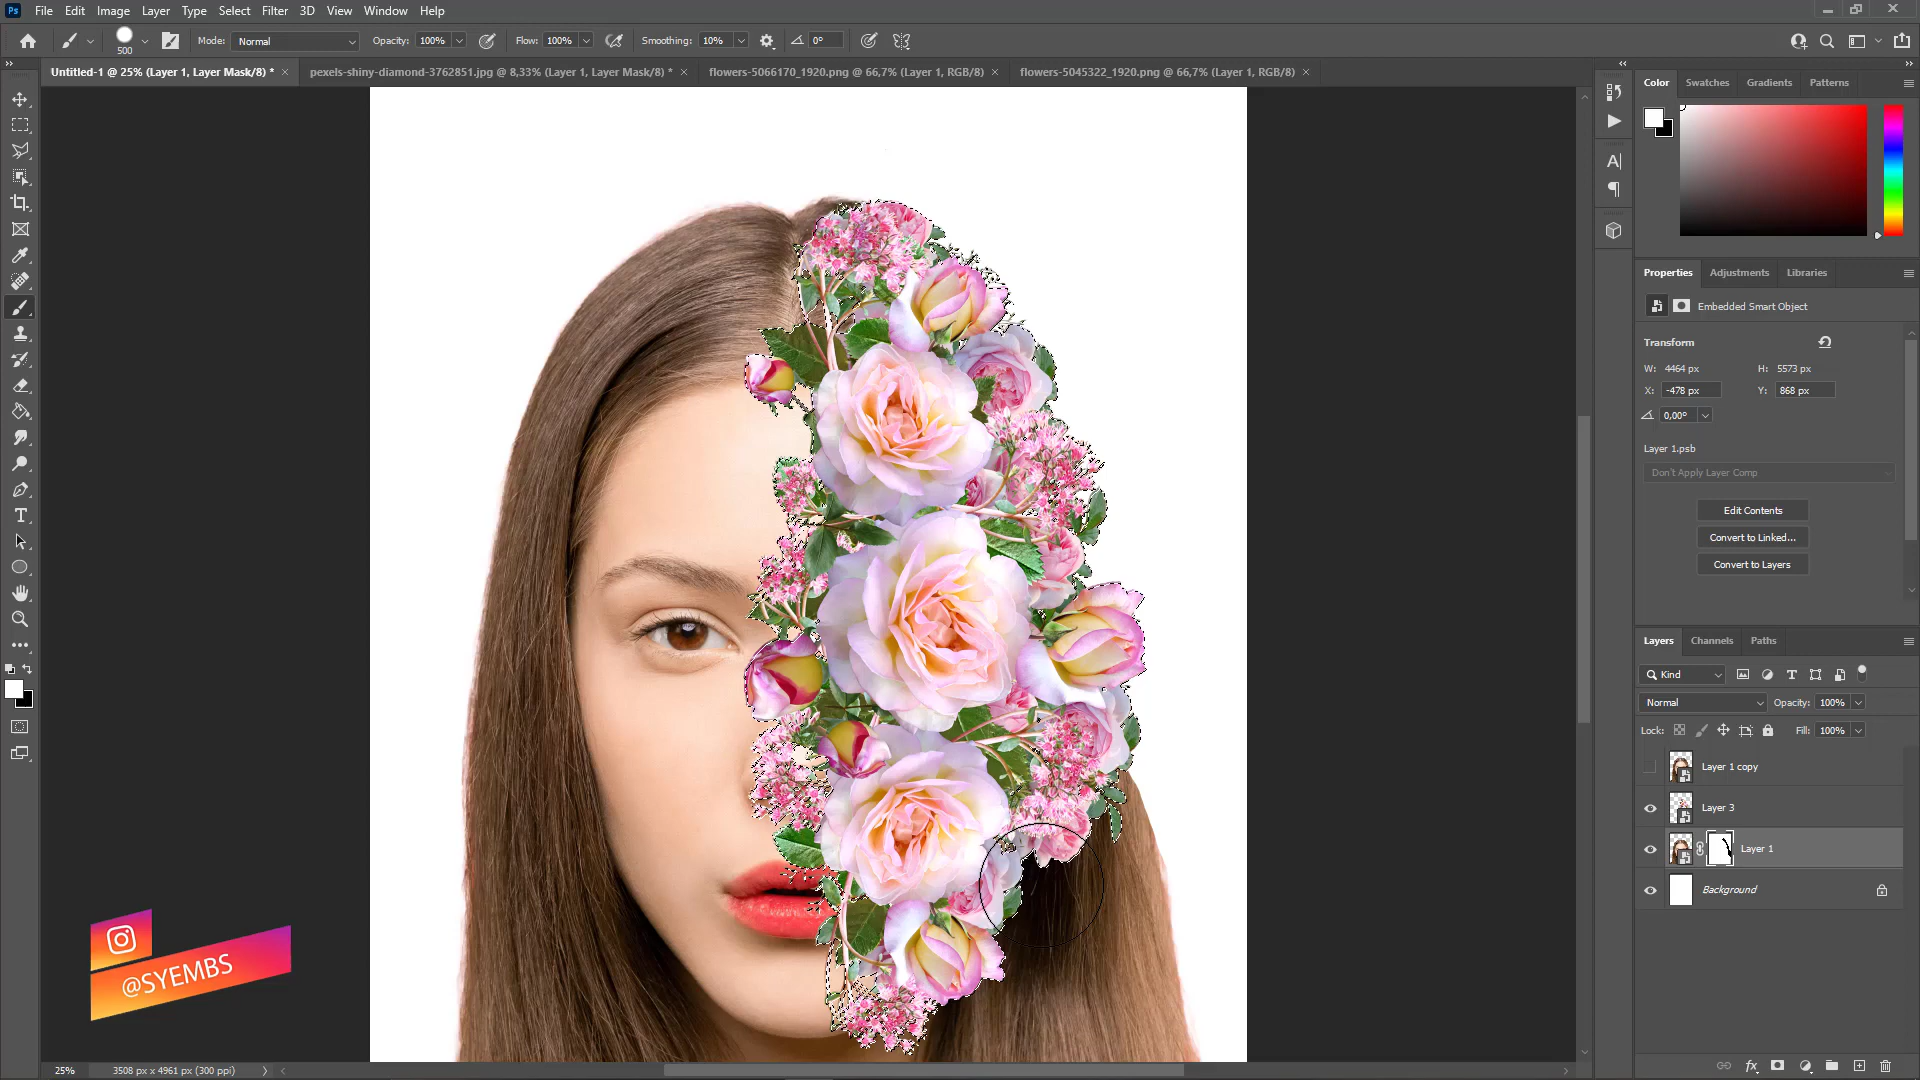 Ps File Edit Image Layer Type Select Filter 3D View Window Help
500 Mode: Normal Opacity: 100% Flow: 100% Smoothing: 10% 0°
Untitled-1 @ 25% (Layer 1, Layer Mask/8) * pexels-shiny-diamond-3762851.jpg @ 8,33% (Layer 1, Layer Mask/8) * flowers-5066170_1920.png @ 66,7% (Layer 1, RGB/8) flowers-5045322_1920.png @ 66,7% (Layer 1, RGB/8)
Color Swatches Gradients Patterns
Properties Adjustments Libraries
Embedded Smart Object
Transform
W: 4464 px H: 5573 px
X: -478 px Y: 868 px
0,00°
Layer 1.psb
Don't Apply Layer Comp
Edit Contents
Convert to Linked...
Convert to Layers
Layers Channels Paths
Kind
Normal Opacity: 100%
Lock: Fill: 100%
Layer 1 copy
Layer 3
Layer 1
Background
@SYEMBS
25% 3508 px x 4961 px (300 ppi)